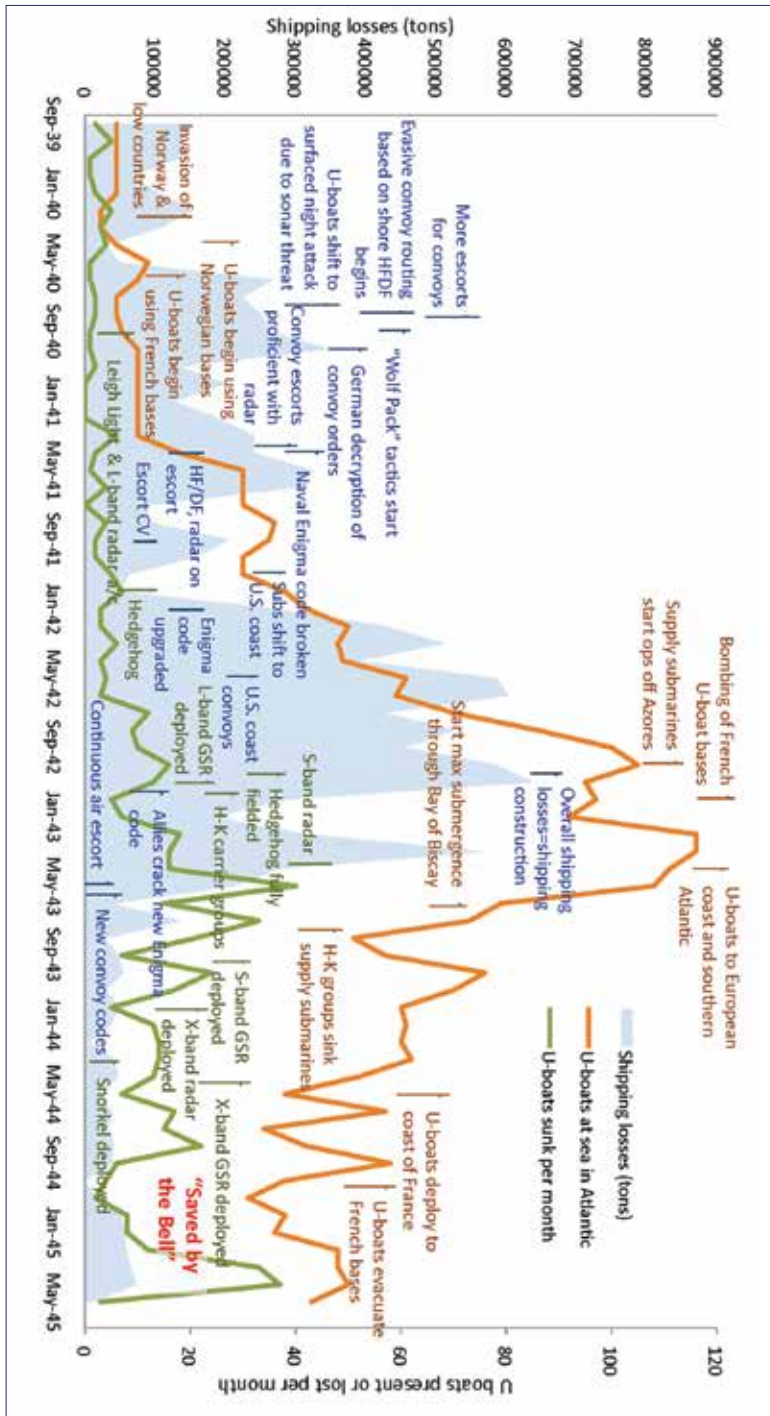 Shipping losses (tons)
900000
800000
700000
600000
500000
400000
300000
200000
100000
0
Bombing of French
U-boat bases
Supply submarines
start ops off Azores
U-boats to European
coast and southern
Atlantic
Shipping losses (tons)
U-boats at sea in Atlantic
U-boats sunk per month
More escorts
for convoys
Evasive convoy routing
based on shore HFDF
begins
U-boats shift to
surfaced night attack
due to sonar threat
"Wolf Pack" tactics start
German decryption of
convoy orders
Convoy escorts
proficient with
radar
U-boats begin using
Norwegian bases
U-boats begin
using French bases
Invasion of
Norway &
low countries
Naval Enigma code broken
Subs shift to
U.S. coast
HF/DF, radar on
escort
Escort CV
Leigh Light & L-band radar a/c
Enigma
code
upgraded
Hedgehog
U.S. coast
convoys
L-band GSR
deployed
Overall shipping
losses=shipping
construction
Start max submergence
through Bay of Biscay
S-band radar
Hedgehog fully
fielded
H-K carrier groups
Allies crack new Enigma
code
Continuous air escort
New convoy codes
H-K groups sink
supply submarines
S-band GSR
deployed
X-band radar
deployed
X-band GSR deployed
Snorkel deployed
U-boats deploy to
coast of France
U-boats evacuate
French bases
"Saved by
the Bell"
120
100
80
60
40
20
0
U boats present or lost per month
Sep-39
Jan-40
May-40
Sep-40
Jan-41
May-41
Sep-41
Jan-42
May-42
Sep-42
Jan-43
May-43
Sep-43
Jan-44
May-44
Sep-44
Jan-45
May-45